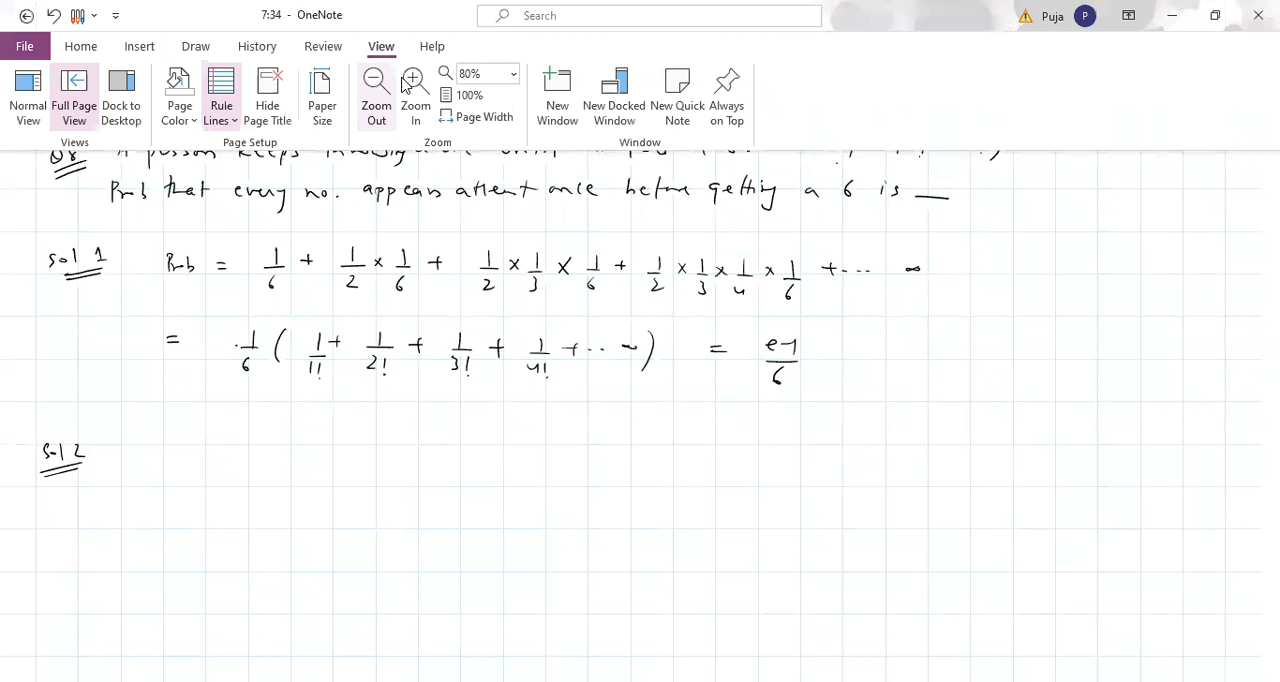 7:34 - OneNote
Search
Puja P
File Home Insert Draw History Review View Help
80%
100%
Page Width
Normal View
Full Page View
Dock to Desktop
Page Color
Rule Lines
Hide Page Title
Paper Size
Zoom Out
Zoom In
New Window
New Docked Window
New Quick Note
Always on Top
Views Page Setup Zoom Window
Q8 A person keeps
Prob that every no. appears atleast once before getting a 6 is __
Sol 1 Prob = 1/6 + 1/2 × 1/6 + 1/2 × 1/3 × 1/6 + 1/2 × 1/3 × 1/4 × 1/6 + ... ∞
= 1/6 ( 1/1! + 1/2! + 1/3! + 1/4! + ... ∞ ) = e-1/6
Sol 2